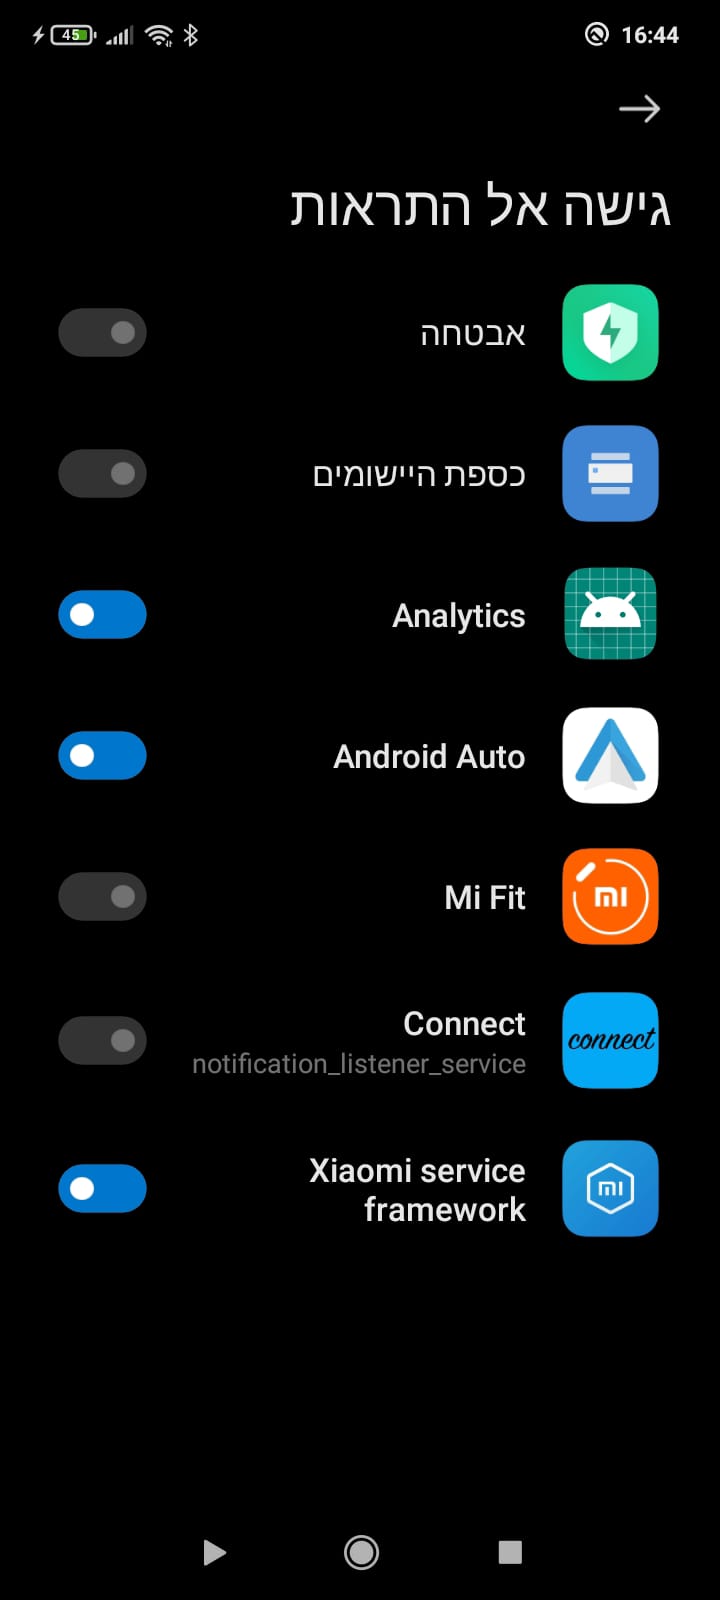 45
16:44
גישה אל התראות
אבטחה
כספת היישומים
Analytics
Android Auto
Mi Fit
Connect
notification_listener_service
connect
Xiaomi service
framework